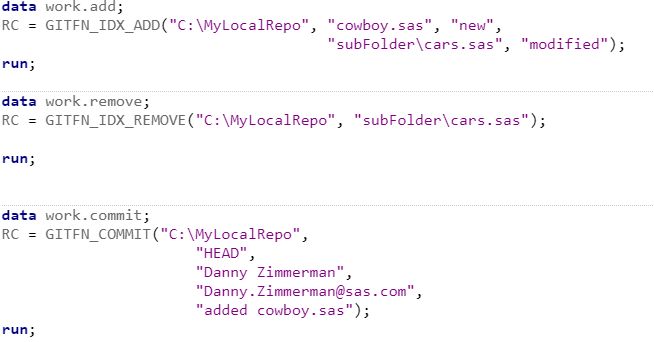 data work.add;
RC = GITFN_IDX_ADD("C:\MyLocalRepo", "cowboy.sas", "new",
"subFolder\cars.sas", "modified");
run;
data work.remove;
RC = GITFN_IDX_REMOVE("C:\MyLocalRepo", "subFolder\cars.sas");
run;
data work.commit;
RC = GITFN_COMMIT("C:\MyLocalRepo",
"HEAD",
"Danny Zimmerman",
"Danny.Zimmerman@sas.com",
"added cowboy.sas");
run;